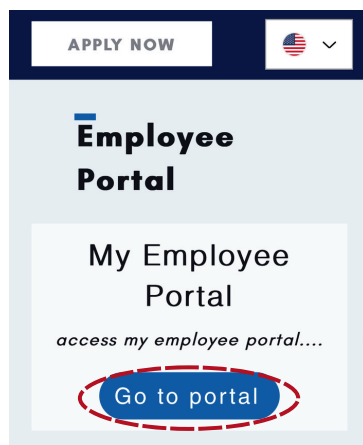 APPLY NOW
Employee
Portal
My Employee
Portal
access my employee portal....
Go to portal